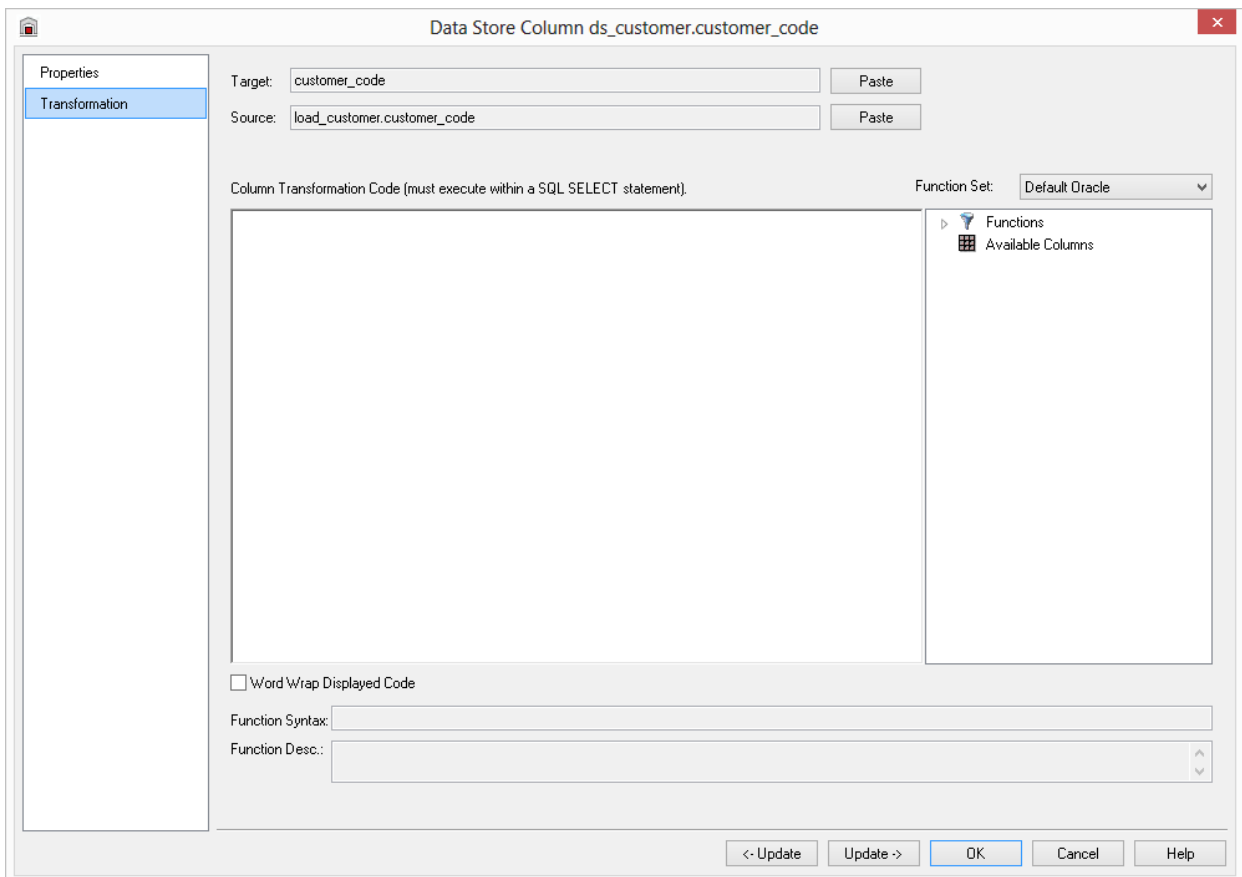 Data Store Column ds_customer.customer_code
Properties
Transformation
Target: customer_code Paste
Source: load_customer.customer_code Paste
Column Transformation Code (must execute within a SQL SELECT statement). Function Set: Default Oracle
Functions
Available Columns
Word Wrap Displayed Code
Function Syntax:
Function Desc.:
<- Update Update -> OK Cancel Help